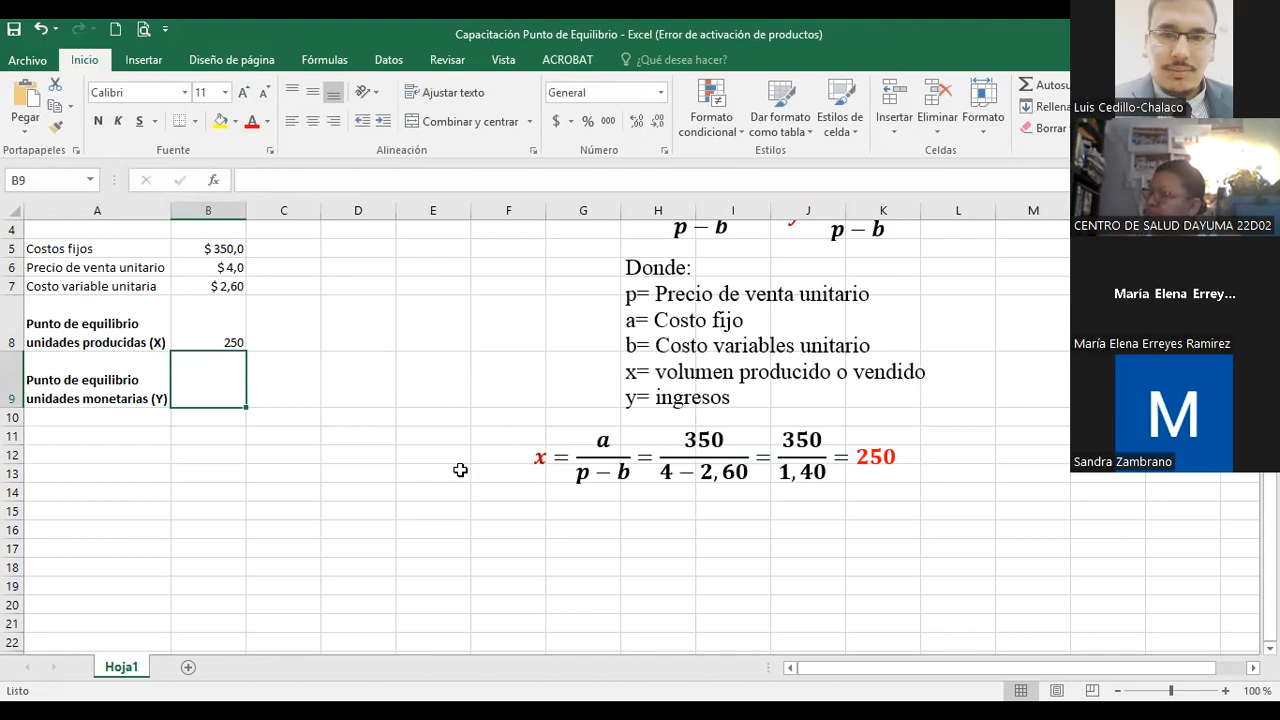 Capacitación Punto de Equilibrio - Excel (Error de activación de productos)
Archivo Inicio Insertar Diseño de página Fórmulas Datos Revisar Vista ACROBAT ¿Qué desea hacer?
Pegar
Calibri 11
N K S
Ajustar texto
Combinar y centrar
General
$ % 000
Formato condicional
Dar formato como tabla
Estilos de celda
Insertar Eliminar Formato
Autosu
Rellena
Borrar
Portapapeles Fuente Alineación Número Estilos Celdas
B9 fx
A B C D E F G H I J K L M
4
p − b p − b
5 Costos fijos $ 350,0
6 Precio de venta unitario $ 4,0
7 Costo variable unitaria $ 2,60
8 Punto de equilibrio
unidades producidas (X) 250
9 Punto de equilibrio
unidades monetarias (Y)
Donde:
p= Precio de venta unitario
a= Costo fijo
b= Costo variables unitario
x= volumen producido o vendido
y= ingresos
10
11
12
13
x = a / p − b = 350 / 4 − 2,60 = 350 / 1,40 = 250
14
15
16
17
18
19
20
21
22
Hoja1
Listo
100 %
Luis Cedillo-Chalaco
CENTRO DE SALUD DAYUMA 22D02
María Elena Errey...
María Elena Erreyes Ramirez
M
Sandra Zambrano